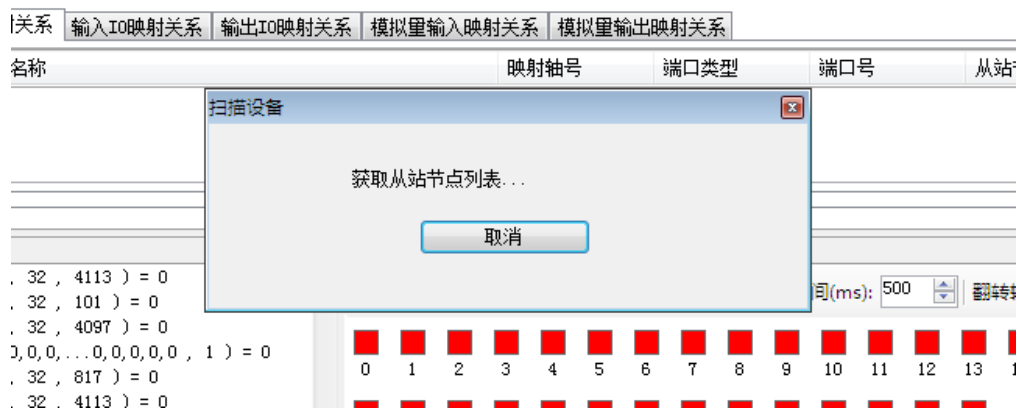 关系 输入IO映射关系 输出IO映射关系 模拟量输入映射关系 模拟量输出映射关系
名称 映射轴号 端口类型 端口号 从站
扫描设备
获取从站节点列表...
取消
, 32 , 4113 ) = 0
, 32 , 101 ) = 0
, 32 , 4097 ) = 0
0,0,0,...0,0,0,0,0 , 1 ) = 0
, 32 , 817 ) = 0
, 32 , 4113 ) = 0
间(ms): 500 翻转
0 1 2 3 4 5 6 7 8 9 10 11 12 13